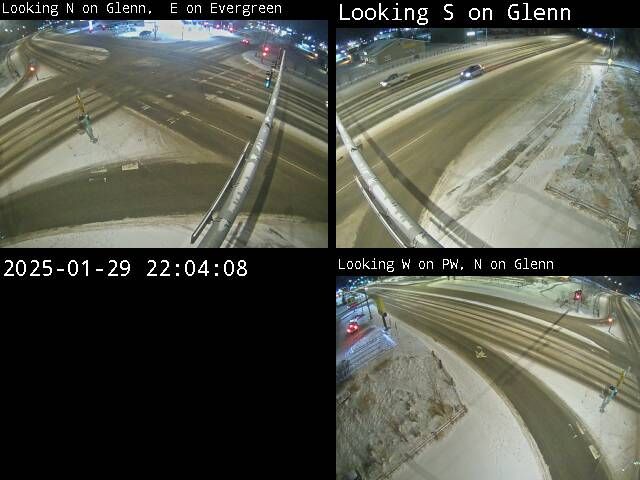 Looking N on Glenn,  E on Evergreen
Looking S on Glenn
2025-01-29 22:04:08
Looking W on PW, N on Glenn